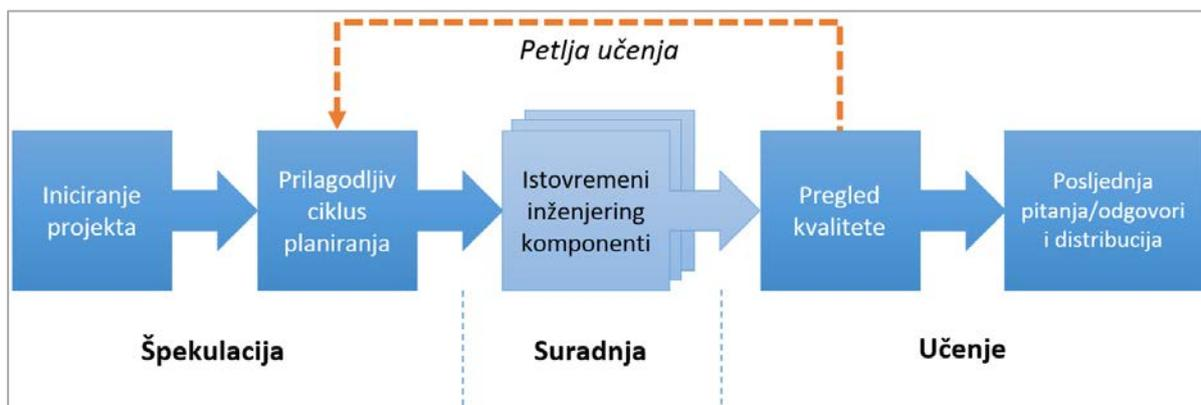 Petlja učenja
Iniciranje
projekta
Prilagodljiv
ciklus
planiranja
Istovremeni
inženjering
komponenti
Pregled
kvalitete
Posljednja
pitanja/odgovori
i distribucija
Špekulacija
Suradnja
Učenje